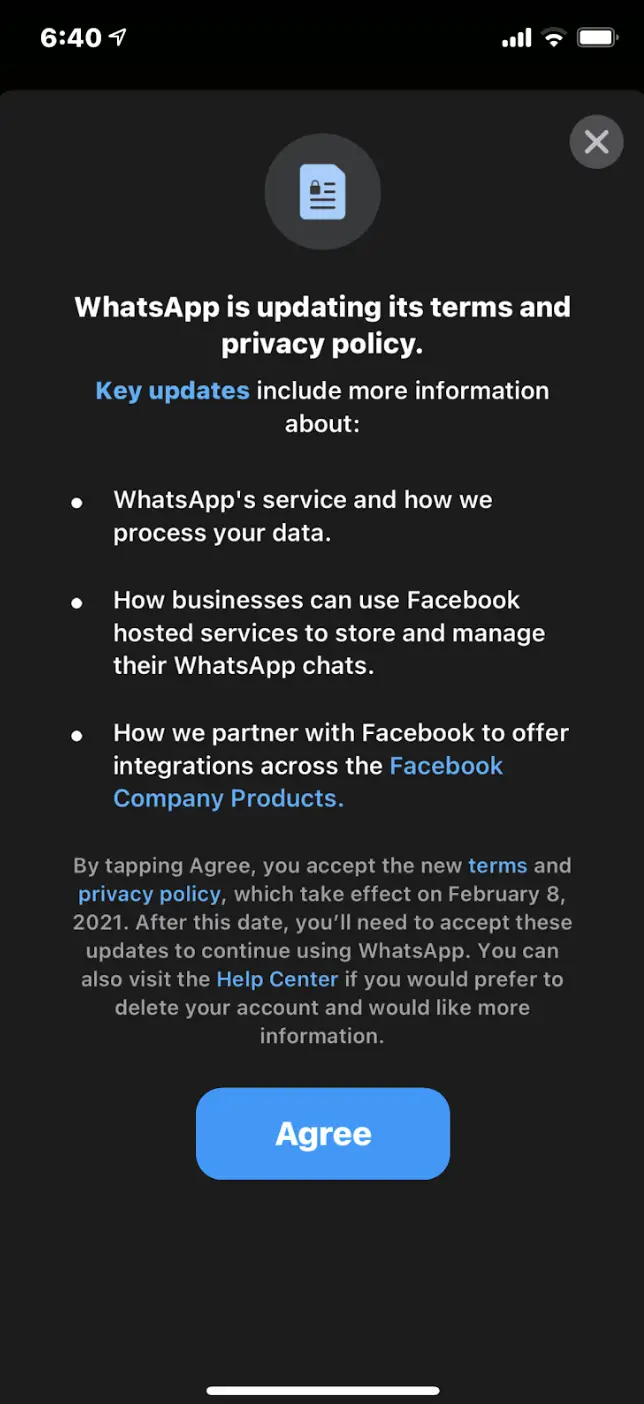 6:40
WhatsApp is updating its terms and
privacy policy.
Key updates include more information
about:
• WhatsApp's service and how we
process your data.
• How businesses can use Facebook
hosted services to store and manage
their WhatsApp chats.
• How we partner with Facebook to offer
integrations across the Facebook
Company Products.
By tapping Agree, you accept the new terms and
privacy policy, which take effect on February 8,
2021. After this date, you’ll need to accept these
updates to continue using WhatsApp. You can
also visit the Help Center if you would prefer to
delete your account and would like more
information.
Agree